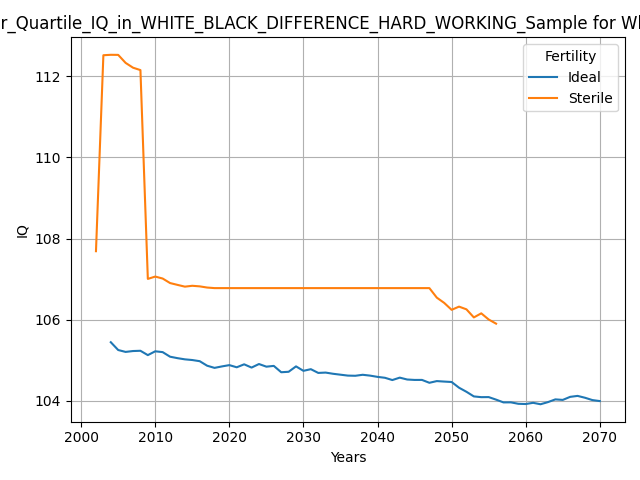 r_Quartile_IQ_in_WHITE_BLACK_DIFFERENCE_HARD_WORKING_Sample for Wh
Fertility
Ideal
Sterile
112
110
108
106
104
IQ
2000 2010 2020 2030 2040 2050 2060 2070
Years